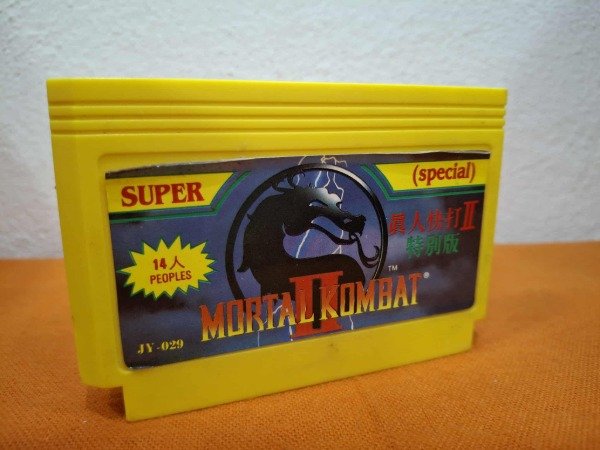 SUPER
(special)
真人快打II
特別版
14人
PEOPLES
II
MORTAL KOMBAT™®
JY-029